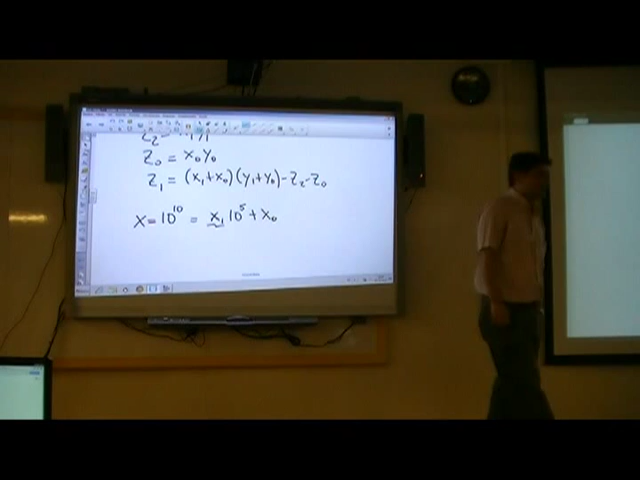 Z₀ = x₀y₀
Z₁ = (x₁+x₀)(y₁+y₀)-Z₂-Z₀
X = 10¹⁰ = x₁10⁵+x₀